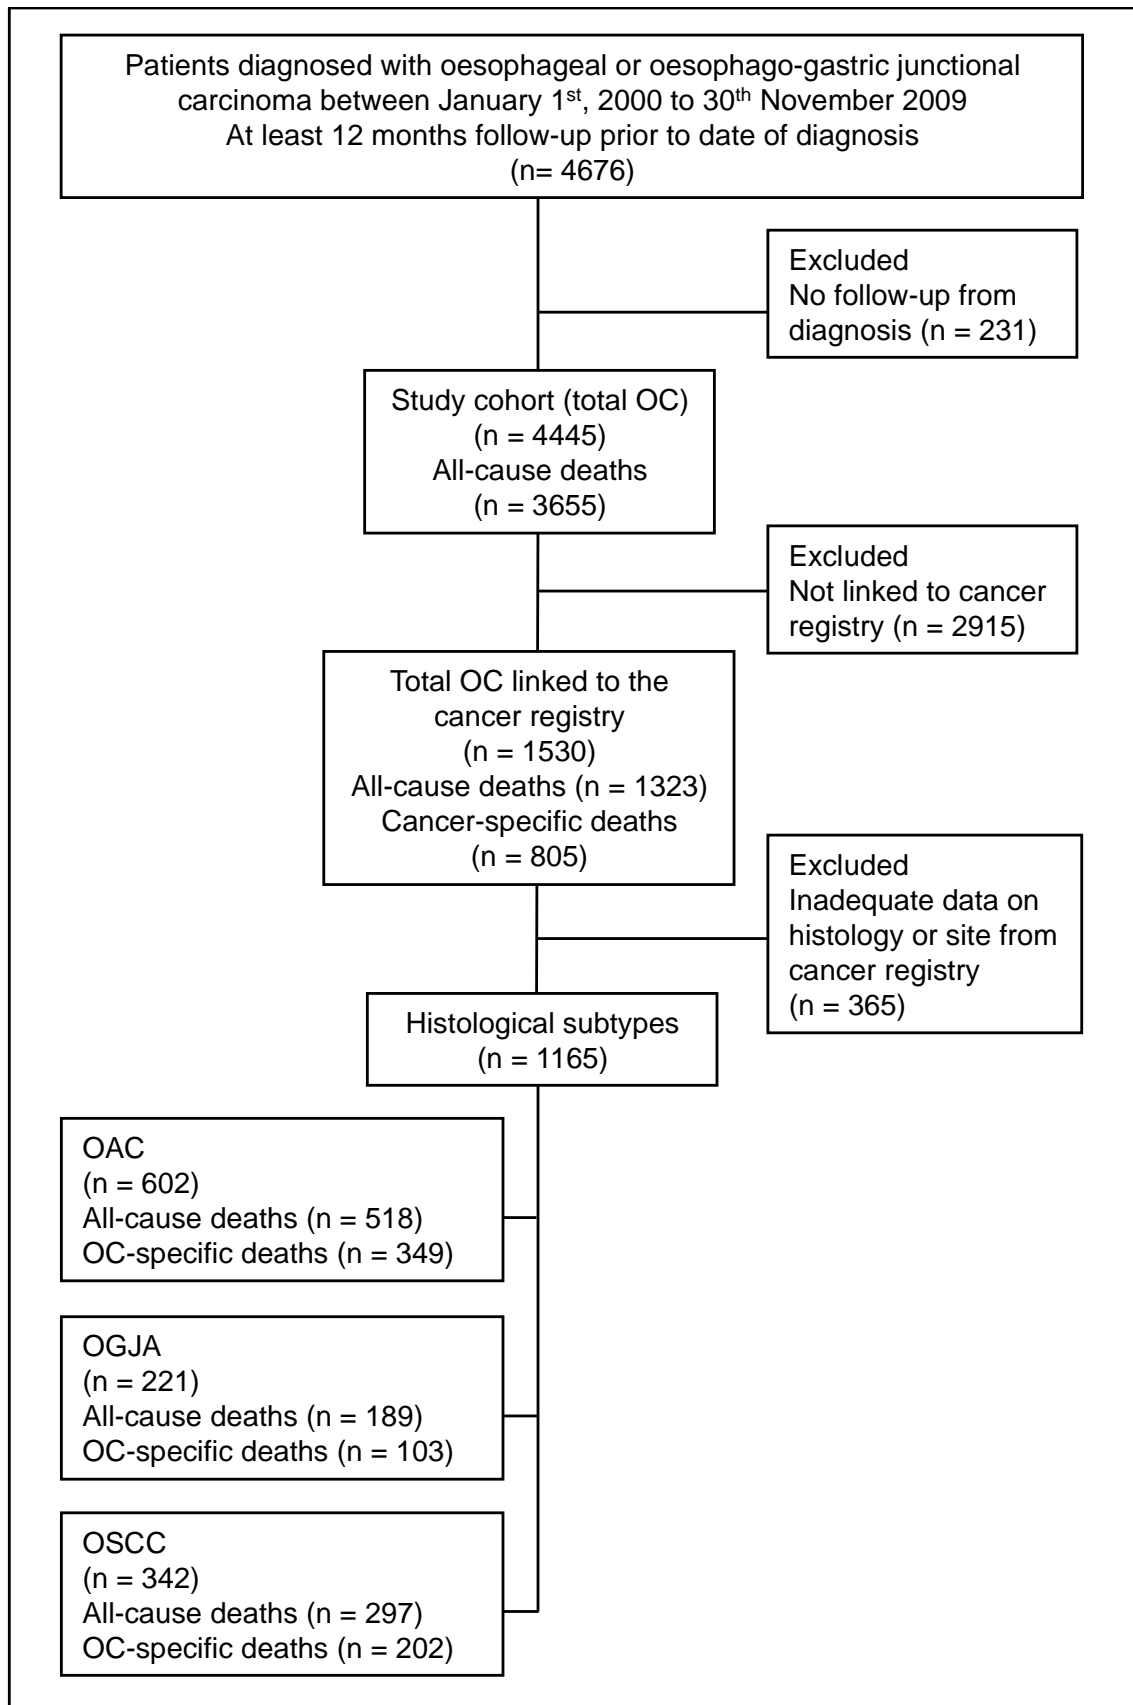 Patients diagnosed with oesophageal or oesophago-gastric junctional
carcinoma between January 1st, 2000 to 30th November 2009
At least 12 months follow-up prior to date of diagnosis
(n= 4676)
Excluded
No follow-up from
diagnosis (n = 231)
Study cohort (total OC)
(n = 4445)
All-cause deaths
(n = 3655)
Excluded
Not linked to cancer
registry (n = 2915)
Total OC linked to the
cancer registry
(n = 1530)
All-cause deaths (n = 1323)
Cancer-specific deaths
(n = 805)
Excluded
Inadequate data on
histology or site from
cancer registry
(n = 365)
Histological subtypes
(n = 1165)
OAC
(n = 602)
All-cause deaths (n = 518)
OC-specific deaths (n = 349)
OGJA
(n = 221)
All-cause deaths (n = 189)
OC-specific deaths (n = 103)
OSCC
(n = 342)
All-cause deaths (n = 297)
OC-specific deaths (n = 202)